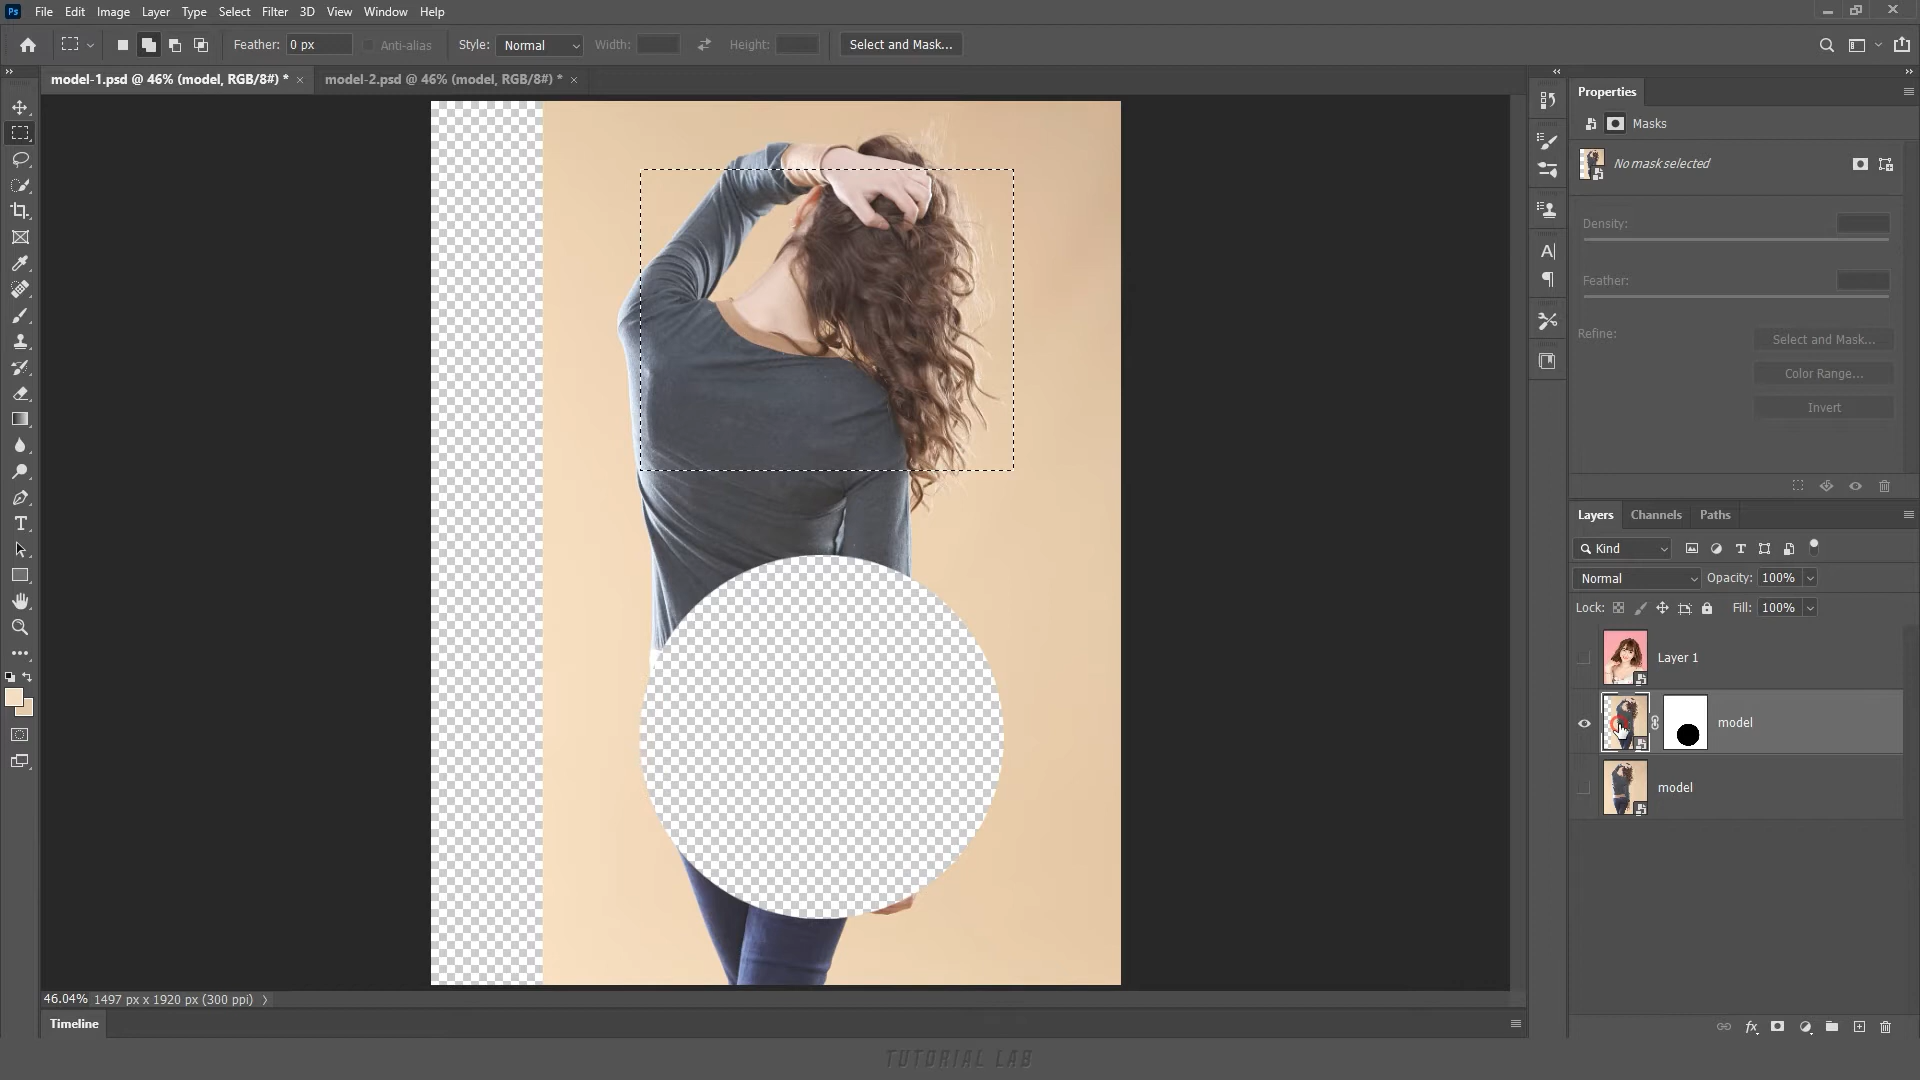 Ps File Edit Image Layer Type Select Filter 3D View Window Help
Feather: 0 px Anti-alias Style: Normal Width: Height: Select and Mask...
model-1.psd @ 46% (model, RGB/8#) * × model-2.psd @ 46% (model, RGB/8#) * ×
Properties
Masks
No mask selected
Density:
Feather:
Refine: Select and Mask...
Color Range...
Invert
Layers Channels Paths
Kind
Normal Opacity: 100%
Lock: Fill: 100%
Layer 1
model
model
46.04% 1497 px x 1920 px (300 ppi)
Timeline
TUTORIAL LAB